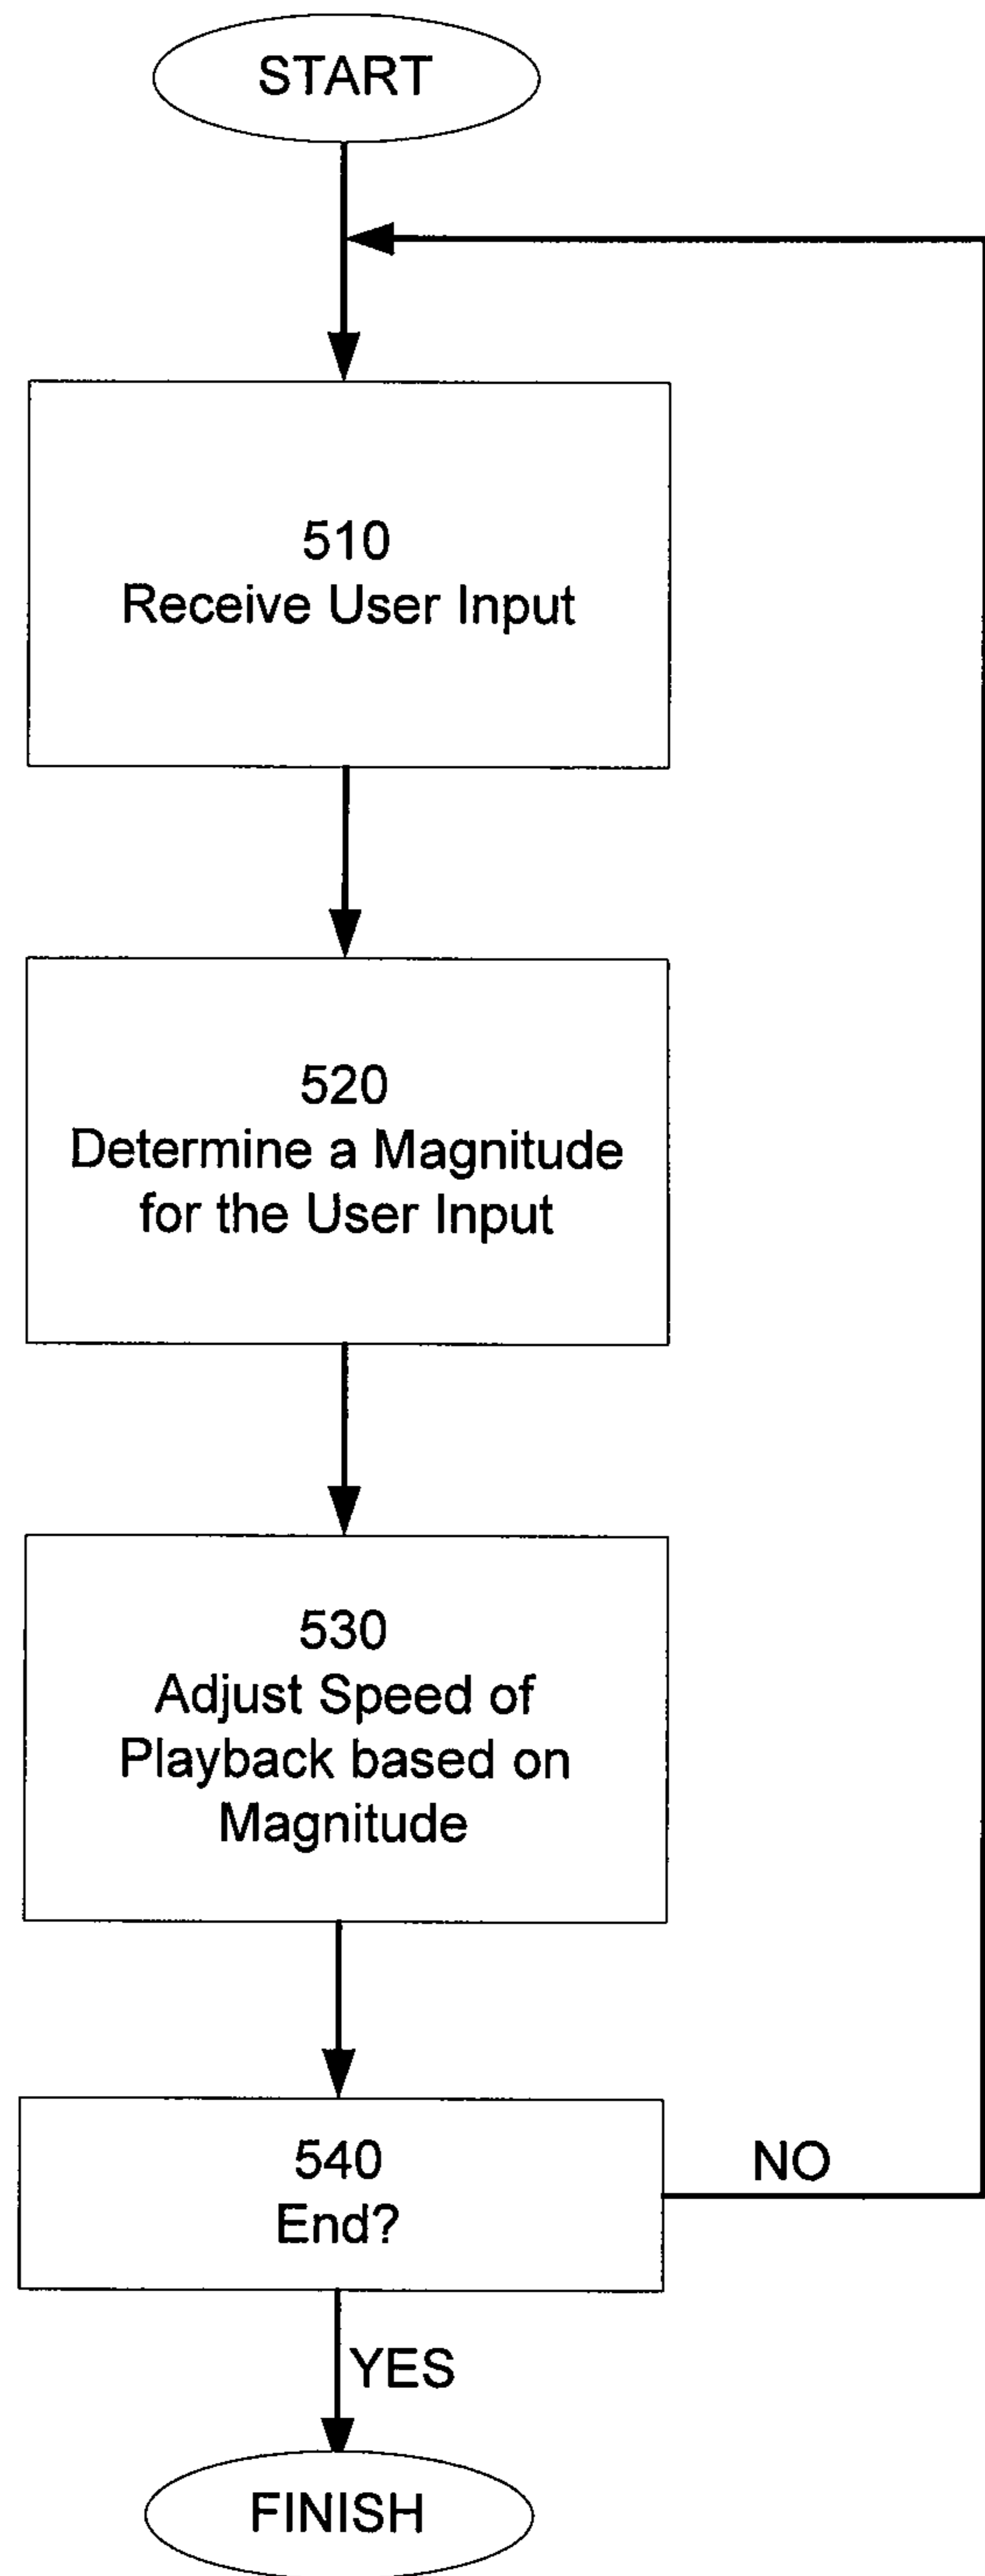 START
510
Receive User Input
520
Determine a Magnitude
for the User Input
530
Adjust Speed of
Playback based on
Magnitude
540
End?
NO
YES
FINISH